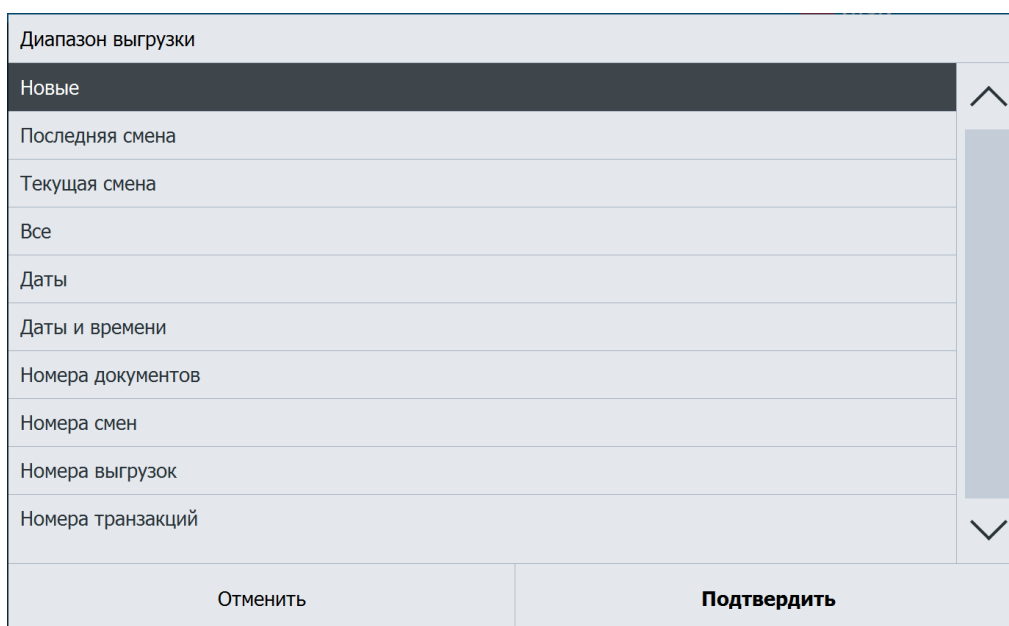 Диапазон выгрузки
Новые
Последняя смена
Текущая смена
Все
Даты
Даты и времени
Номера документов
Номера смен
Номера выгрузок
Номера транзакций
Отменить
Подтвердить